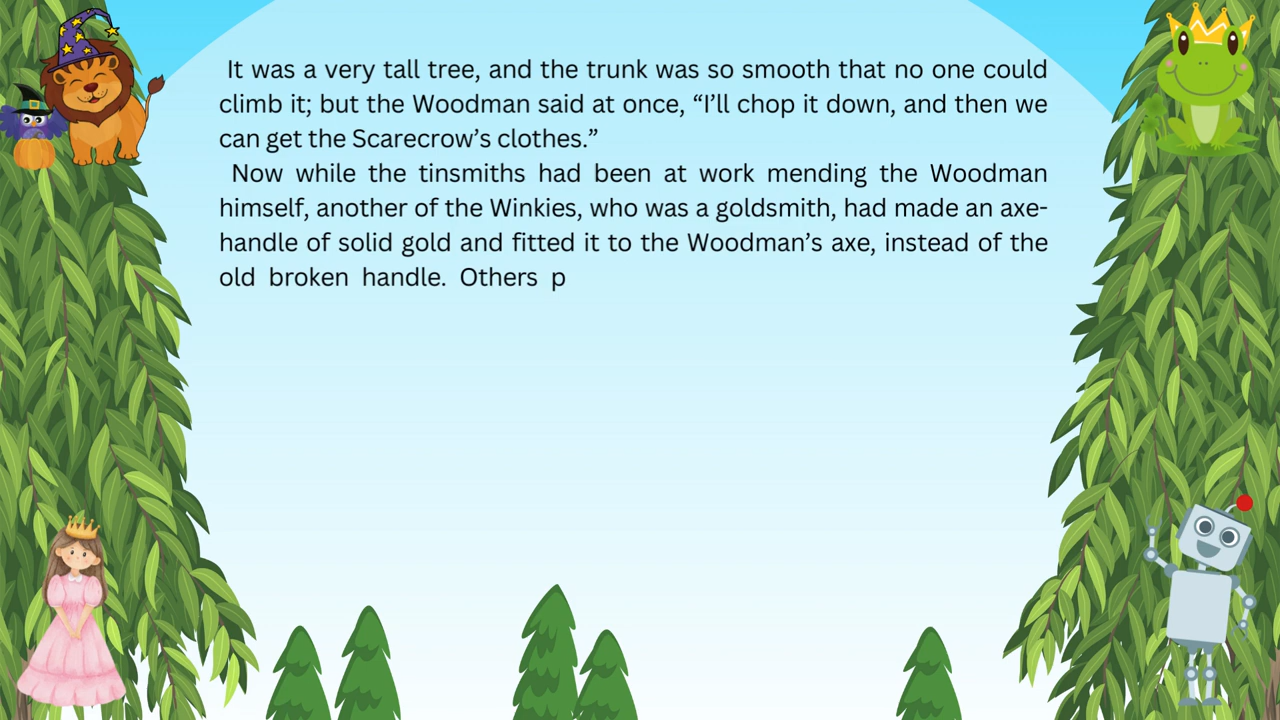 It was a very tall tree, and the trunk was so smooth that no one could
climb it; but the Woodman said at once, “I’ll chop it down, and then we
can get the Scarecrow’s clothes.”
Now while the tinsmiths had been at work mending the Woodman
himself, another of the Winkies, who was a goldsmith, had made an axe-
handle of solid gold and fitted it to the Woodman’s axe, instead of the
old broken handle. Others p